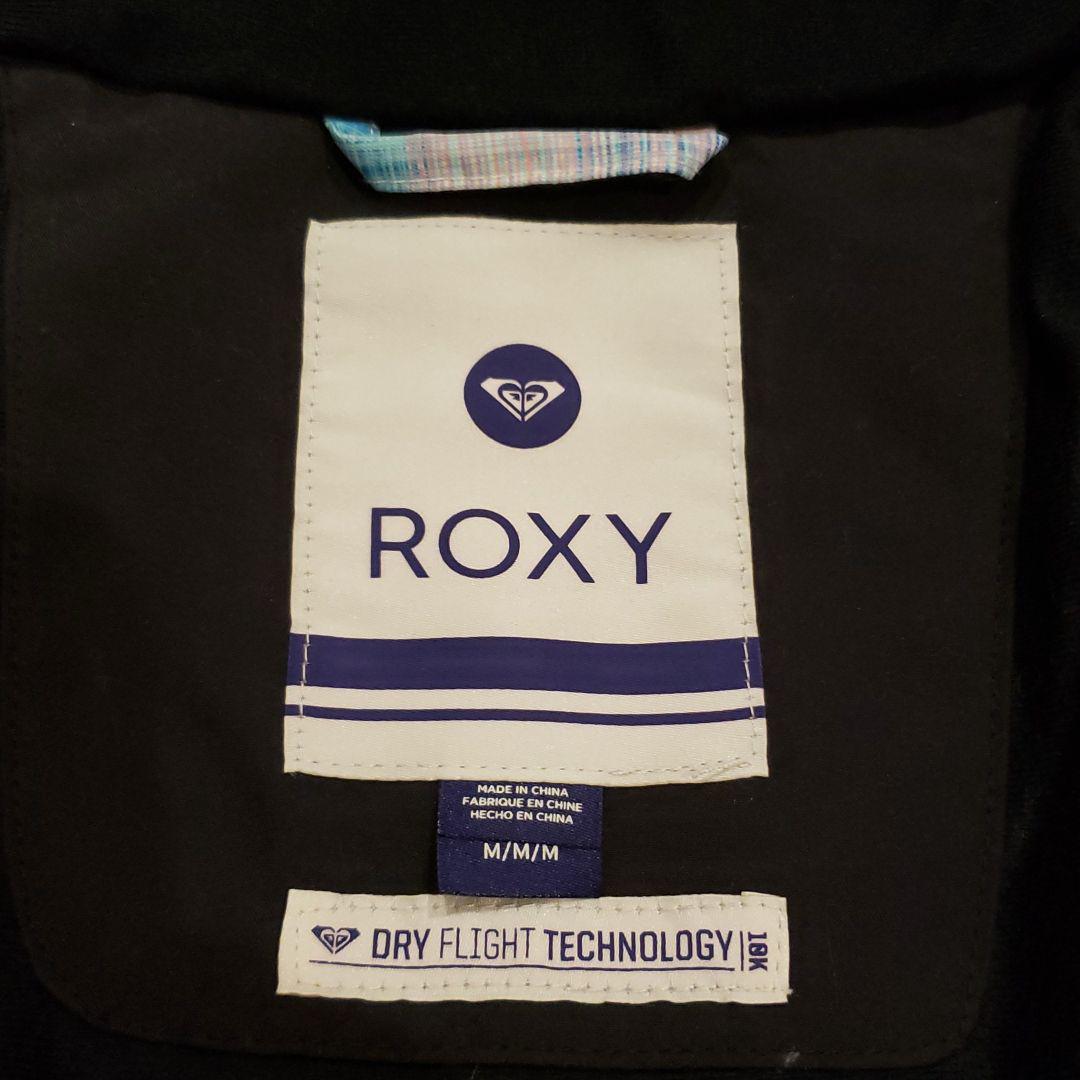 ROXY
MADE IN CHINA
FABRIQUE EN CHINE
HECHO EN CHINA
M/M/M
DRY FLIGHT TECHNOLOGY 10K